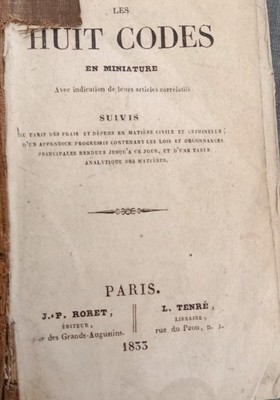 LES
HUIT CODES
EN MINIATURE
Avec indication de leurs articles corrélatifs
SUIVIS
DU TARIF DES FRAIS ET DÉPENS EN MATIÈRE CIVILE ET CRIMINELLE;
D'UN APPENDICE PROGRESSIF CONTENANT LES LOIS ET ORDONNANCES
PRINCIPALES RENDUES JUSQU'A CE JOUR, ET D'UNE TABLE
ANALYTIQUE DES MATIÈRES.
PARIS.
J.-P. RORET,
ÉDITEUR,
des Grands-Augustins.
L. TENRÉ,
LIBRAIRE,
rue du Paon, n. 1.
1833